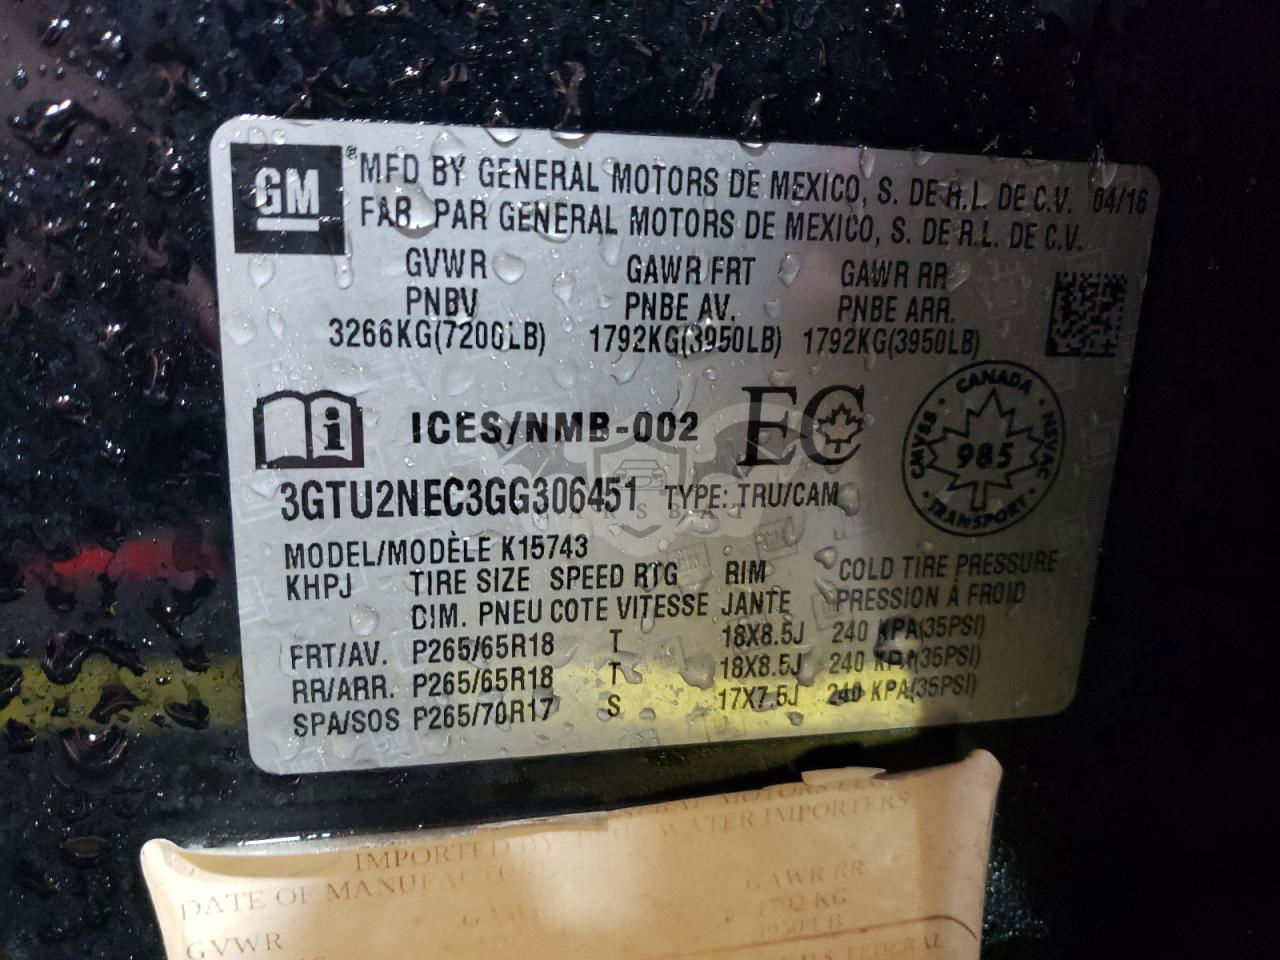 GM
® MFD BY GENERAL MOTORS DE MEXICO, S. DE R.L. DE C.V. 04/16
FAB. PAR GENERAL MOTORS DE MEXICO, S. DE R.L. DE C.V.
GVWR GAWR FRT GAWR RR
PNBV PNBE AV. PNBE ARR.
3266KG(7200LB) 1792KG(3950LB) 1792KG(3950LB)
i ICES/NMB-002 EC
CANADA
CMVSS 985 NSVAC
TRANSPORT
3GTU2NEC3GG306451 TYPE: TRU/CAM
MODEL/MODÈLE K15743
KHPJ TIRE SIZE SPEED RTG RIM COLD TIRE PRESSURE
DIM. PNEU COTE VITESSE JANTE PRESSION À FROID
FRT/AV. P265/65R18 T 18X8.5J 240 KPA(35PSI)
RR/ARR. P265/65R18 T 18X8.5J 240 KPA(35PSI)
SPA/SOS P265/70R17 S 17X7.5J 240 KPA(35PSI)
GENERAL MOTORS
IMPORTED BY WATER IMPORTERS
DATE OF
GAWR RR
1792 KG
GVWR 3950 LB
FEDERAL